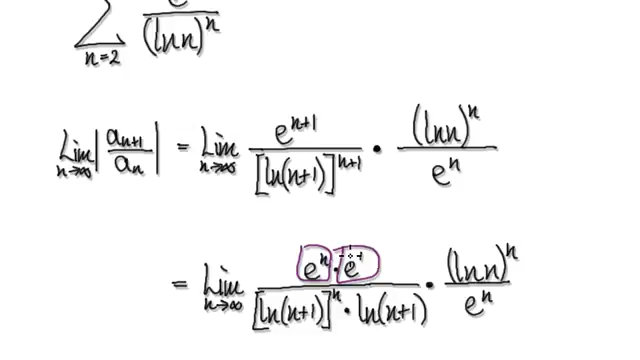 ∑ n=2 e / (ln n)^n
Lim n→∞ |a_{n+1} / a_n| = Lim n→∞ e^{n+1} / [ln(n+1)]^{n+1} • (ln n)^n / e^n
= Lim n→∞ e^n · e^1 / [ln(n+1)]^n · ln(n+1) • (ln n)^n / e^n